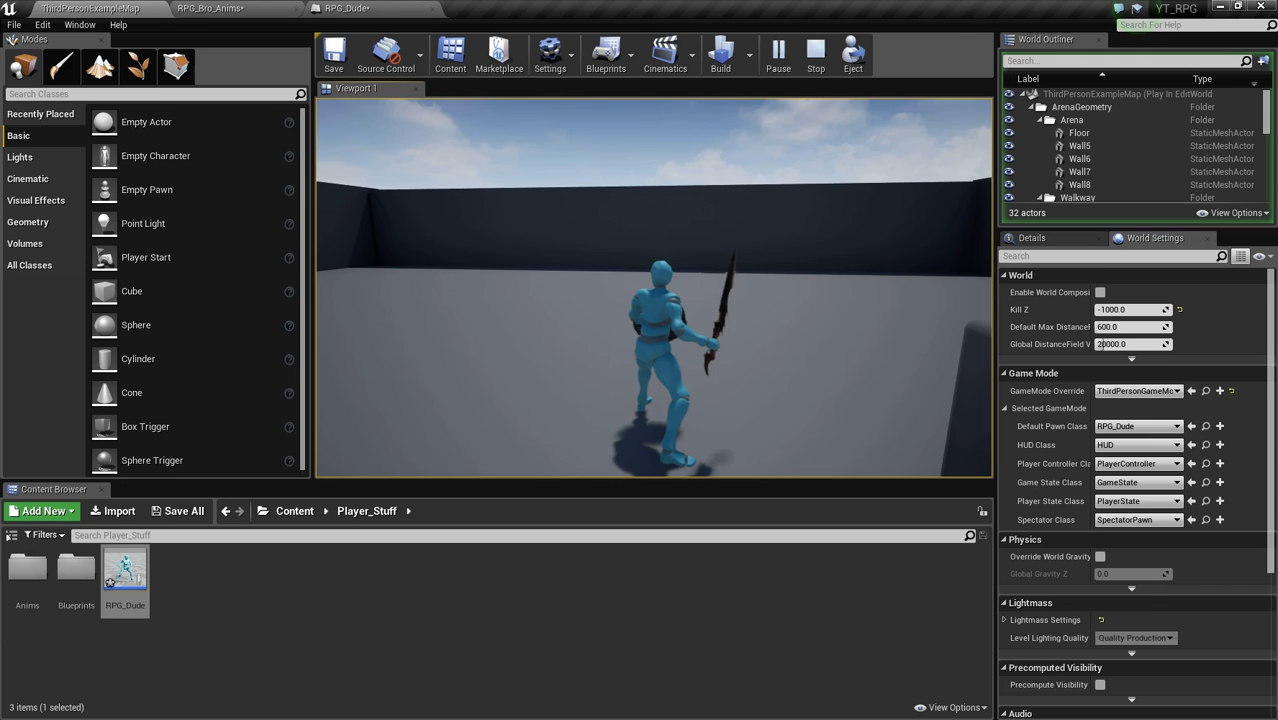 ThirdPersonExampleMap
RPG_Bro_Anims*
RPG_Dude*
YT_RPG
File
Edit
Window
Help
Search For Help
Modes
Search Classes
Recently Placed
Basic
Lights
Cinematic
Visual Effects
Geometry
Volumes
All Classes
Empty Actor
Empty Character
Empty Pawn
Point Light
Player Start
Cube
Sphere
Cylinder
Cone
Box Trigger
Sphere Trigger
Save
Source Control
Content
Marketplace
Settings
Blueprints
Cinematics
Build
Pause
Stop
Eject
Viewport 1
World Outliner
Search...
Label
Type
ThirdPersonExampleMap (Play In Edit World
ArenaGeometry Folder
Arena Folder
Floor StaticMeshActor
Wall5 StaticMeshActor
Wall6 StaticMeshActor
Wall7 StaticMeshActor
Wall8 StaticMeshActor
Walkway Folder
32 actors
View Options
Details
World Settings
Search
World
Enable World Composi
Kill Z -1000.0
Default Max DistanceF 600.0
Global DistanceField V 20000.0
Game Mode
GameMode Override ThirdPersonGameMo
Selected GameMode
Default Pawn Class RPG_Dude
HUD Class HUD
Player Controller Cla PlayerController
Game State Class GameState
Player State Class PlayerState
Spectator Class SpectatorPawn
Physics
Override World Gravity
Global Gravity Z 0.0
Lightmass
Lightmass Settings
Level Lighting Quality Quality Production
Precomputed Visibility
Precompute Visibility
Audio
Content Browser
Add New
Import
Save All
Content
Player_Stuff
Filters
Search Player_Stuff
Anims
Blueprints
RPG_Dude
3 items (1 selected)
View Options